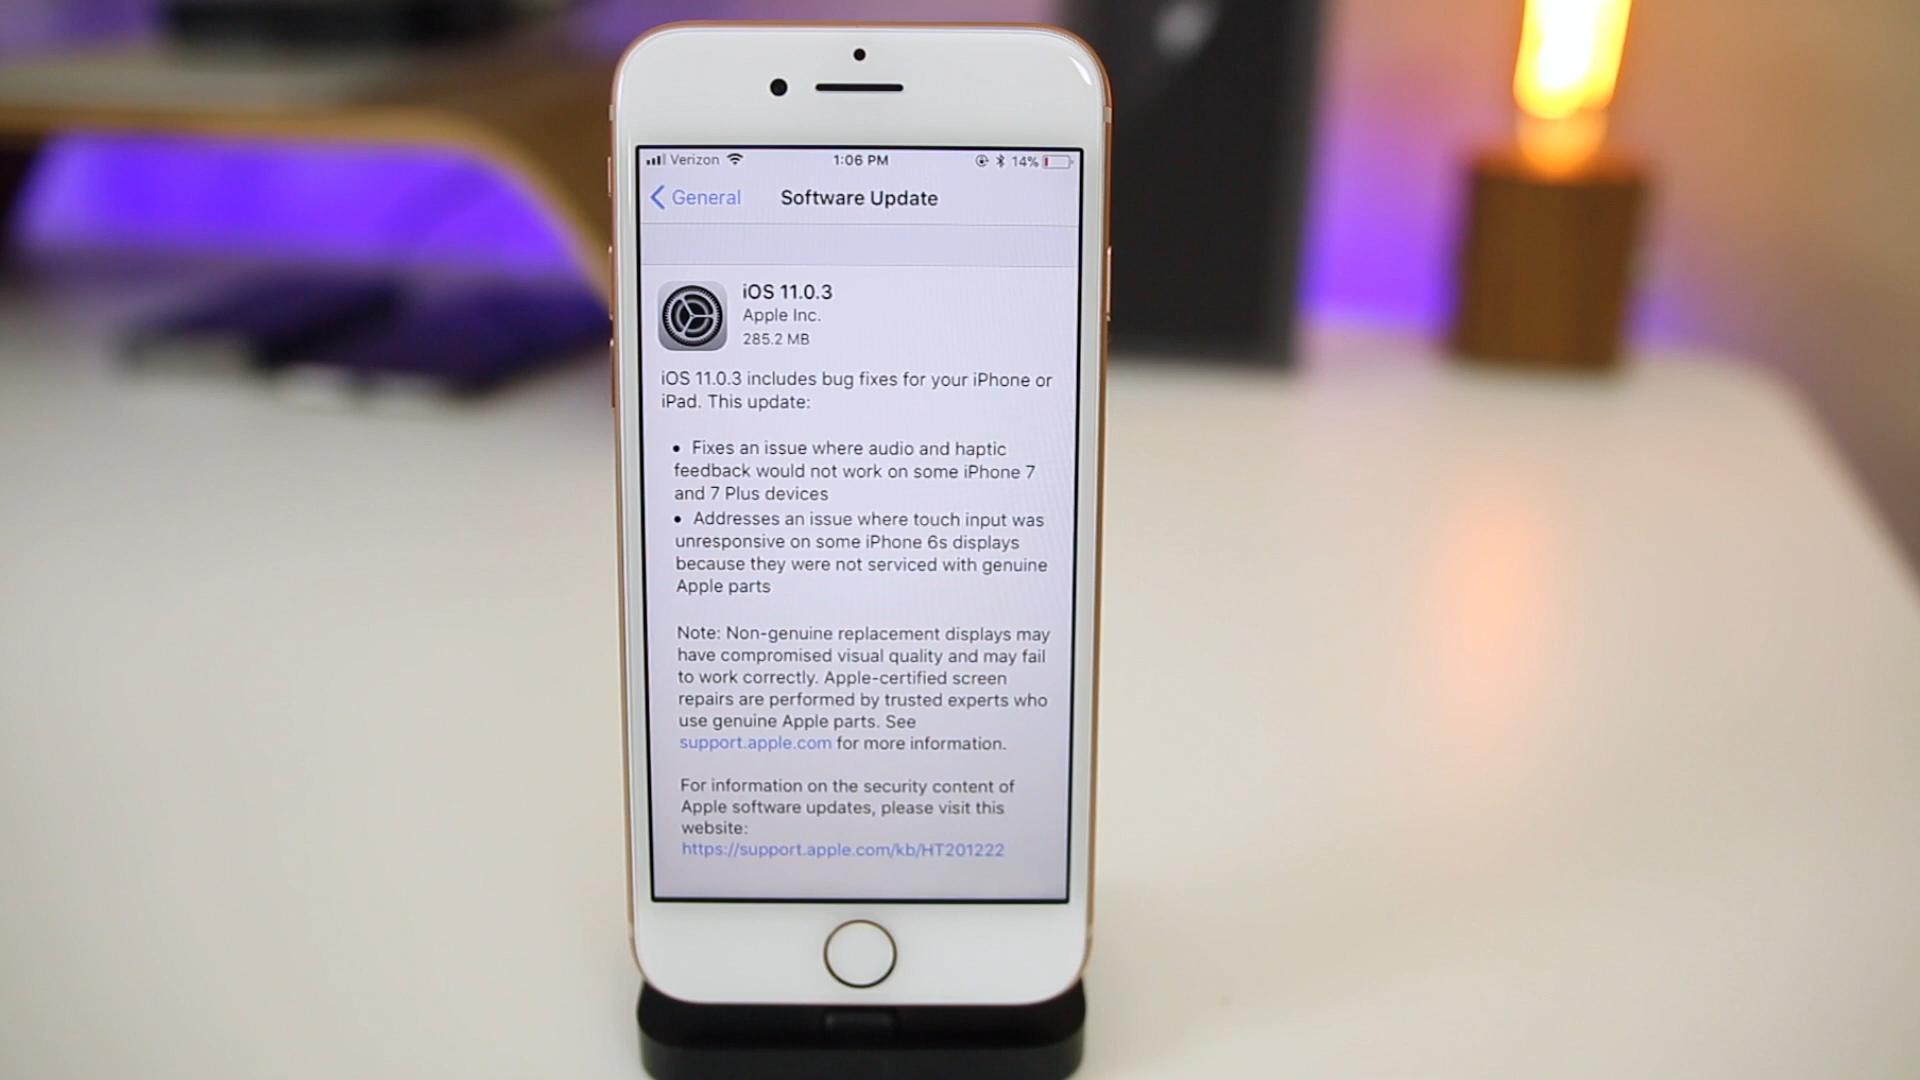 Verizon 1:06 PM 14%
General Software Update
iOS 11.0.3
Apple Inc.
285.2 MB
iOS 11.0.3 includes bug fixes for your iPhone or
iPad. This update:
• Fixes an issue where audio and haptic
feedback would not work on some iPhone 7
and 7 Plus devices
• Addresses an issue where touch input was
unresponsive on some iPhone 6s displays
because they were not serviced with genuine
Apple parts
Note: Non-genuine replacement displays may
have compromised visual quality and may fail
to work correctly. Apple-certified screen
repairs are performed by trusted experts who
use genuine Apple parts. See
support.apple.com for more information.
For information on the security content of
Apple software updates, please visit this
website:
https://support.apple.com/kb/HT201222